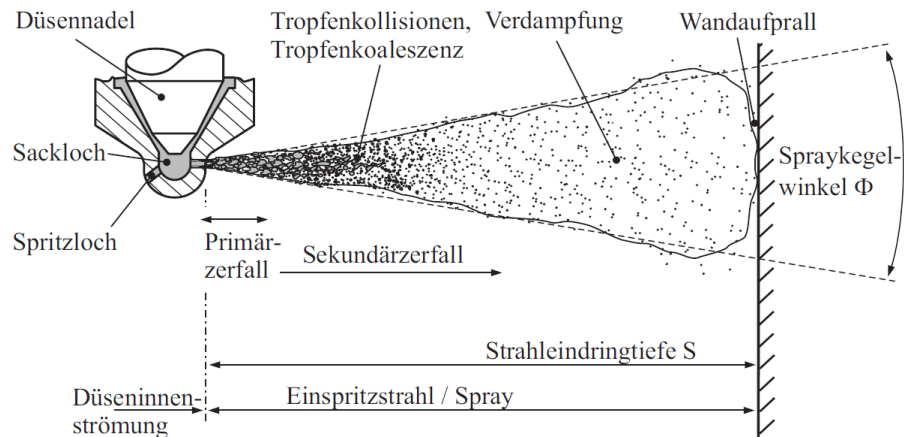 Düsennadel
Tropfenkollisionen,
Tropfenkoaleszenz
Verdampfung
Wandaufprall
Sackloch
Spraykegel-
winkel Φ
Spritzloch
Primär-
zerfall
Sekundärzerfall
Strahleindringtiefe S
Düseninnen-
strömung
Einspritzstrahl / Spray